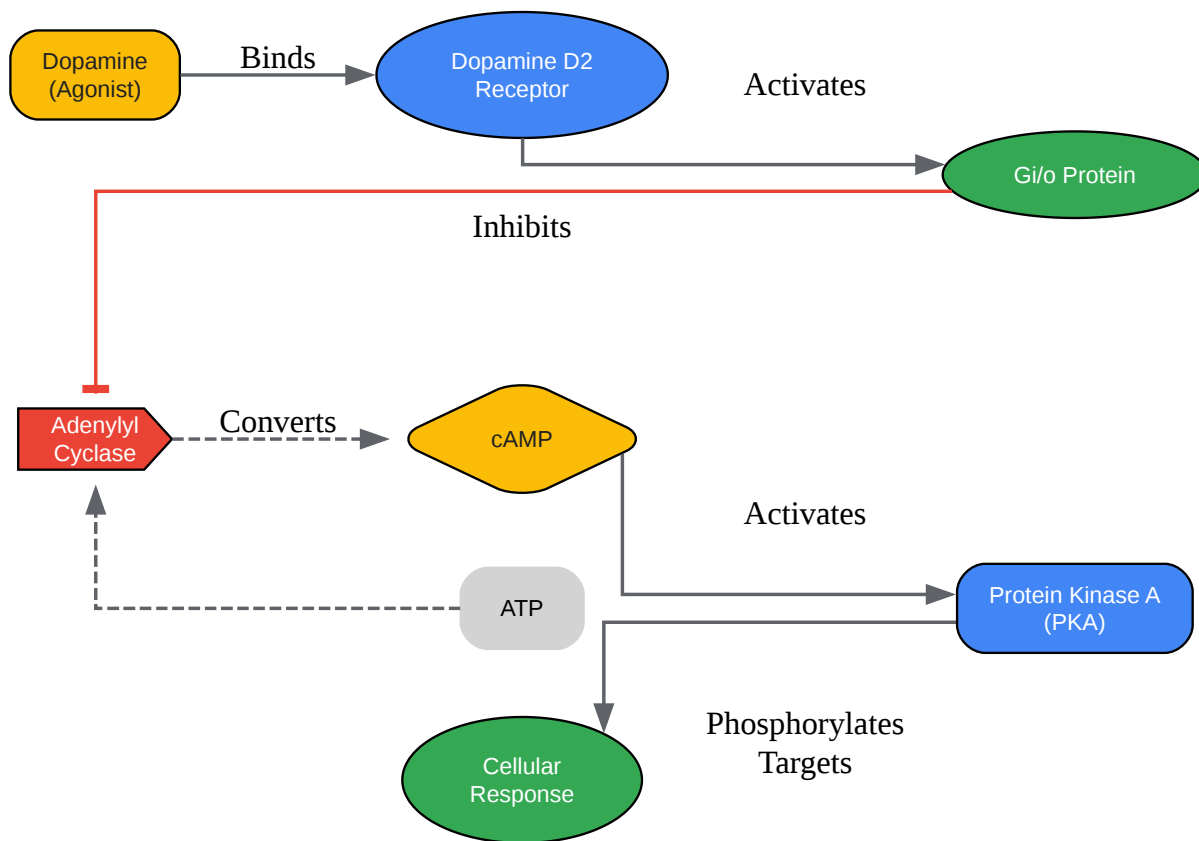 Dopamine
(Agonist)
Binds
Dopamine D2
Receptor
Activates
Gi/o Protein
Inhibits
Adenylyl
Cyclase
Converts
cAMP
Activates
ATP
Protein Kinase A
(PKA)
Phosphorylates
Targets
Cellular
Response